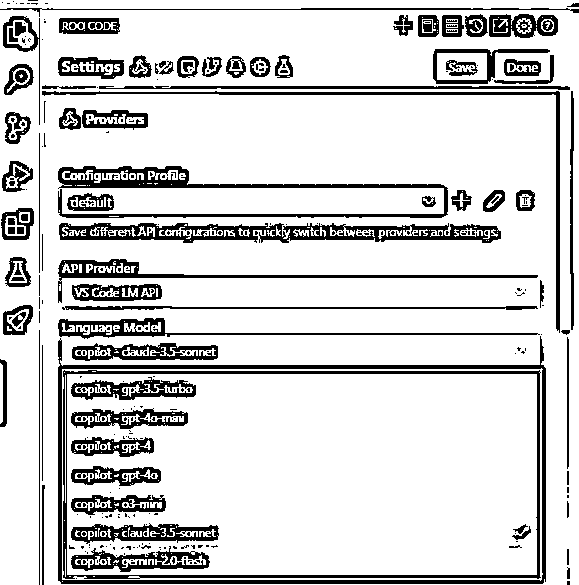 ROO CODE
Settings
Save
Done
Providers
Configuration Profile
default
Save different API configurations to quickly switch between providers and settings.
API Provider
VS Code LM API
Language Model
copilot - claude-3.5-sonnet
copilot - gpt-3.5-turbo
copilot - gpt-4o-mini
copilot - gpt-4
copilot - gpt-4o
copilot - o3-mini
copilot - claude-3.5-sonnet
copilot - gemini-2.0-flash